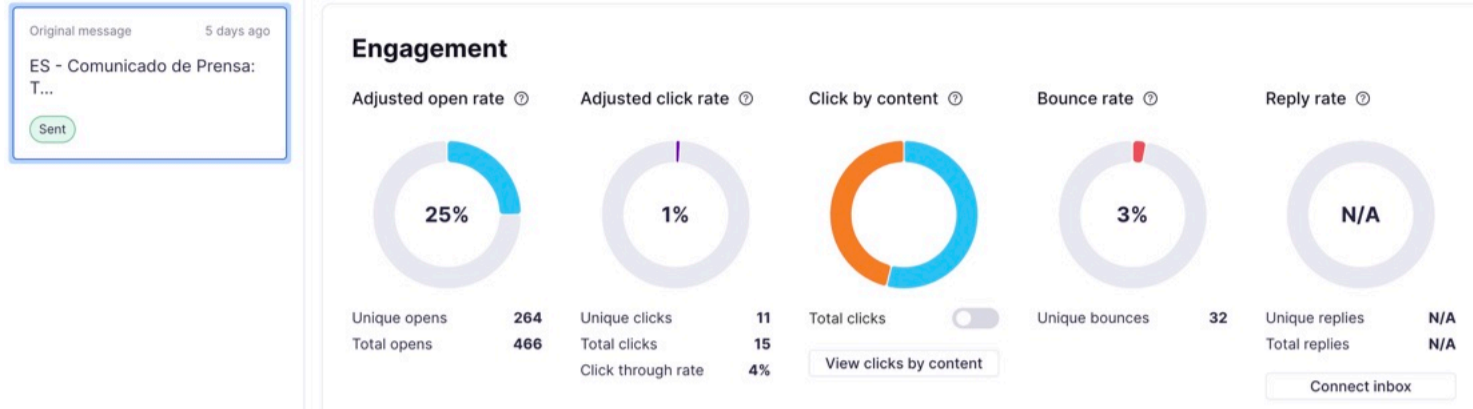 Original message 5 days ago
ES - Comunicado de Prensa:
T...
Sent
Engagement
Adjusted open rate Adjusted click rate Click by content Bounce rate Reply rate
25% 1% 3% N/A
Unique opens 264 Unique clicks 11 Total clicks Unique bounces 32 Unique replies N/A
Total opens 466 Total clicks 15 Total replies N/A
View clicks by content
Click through rate 4%
Connect inbox